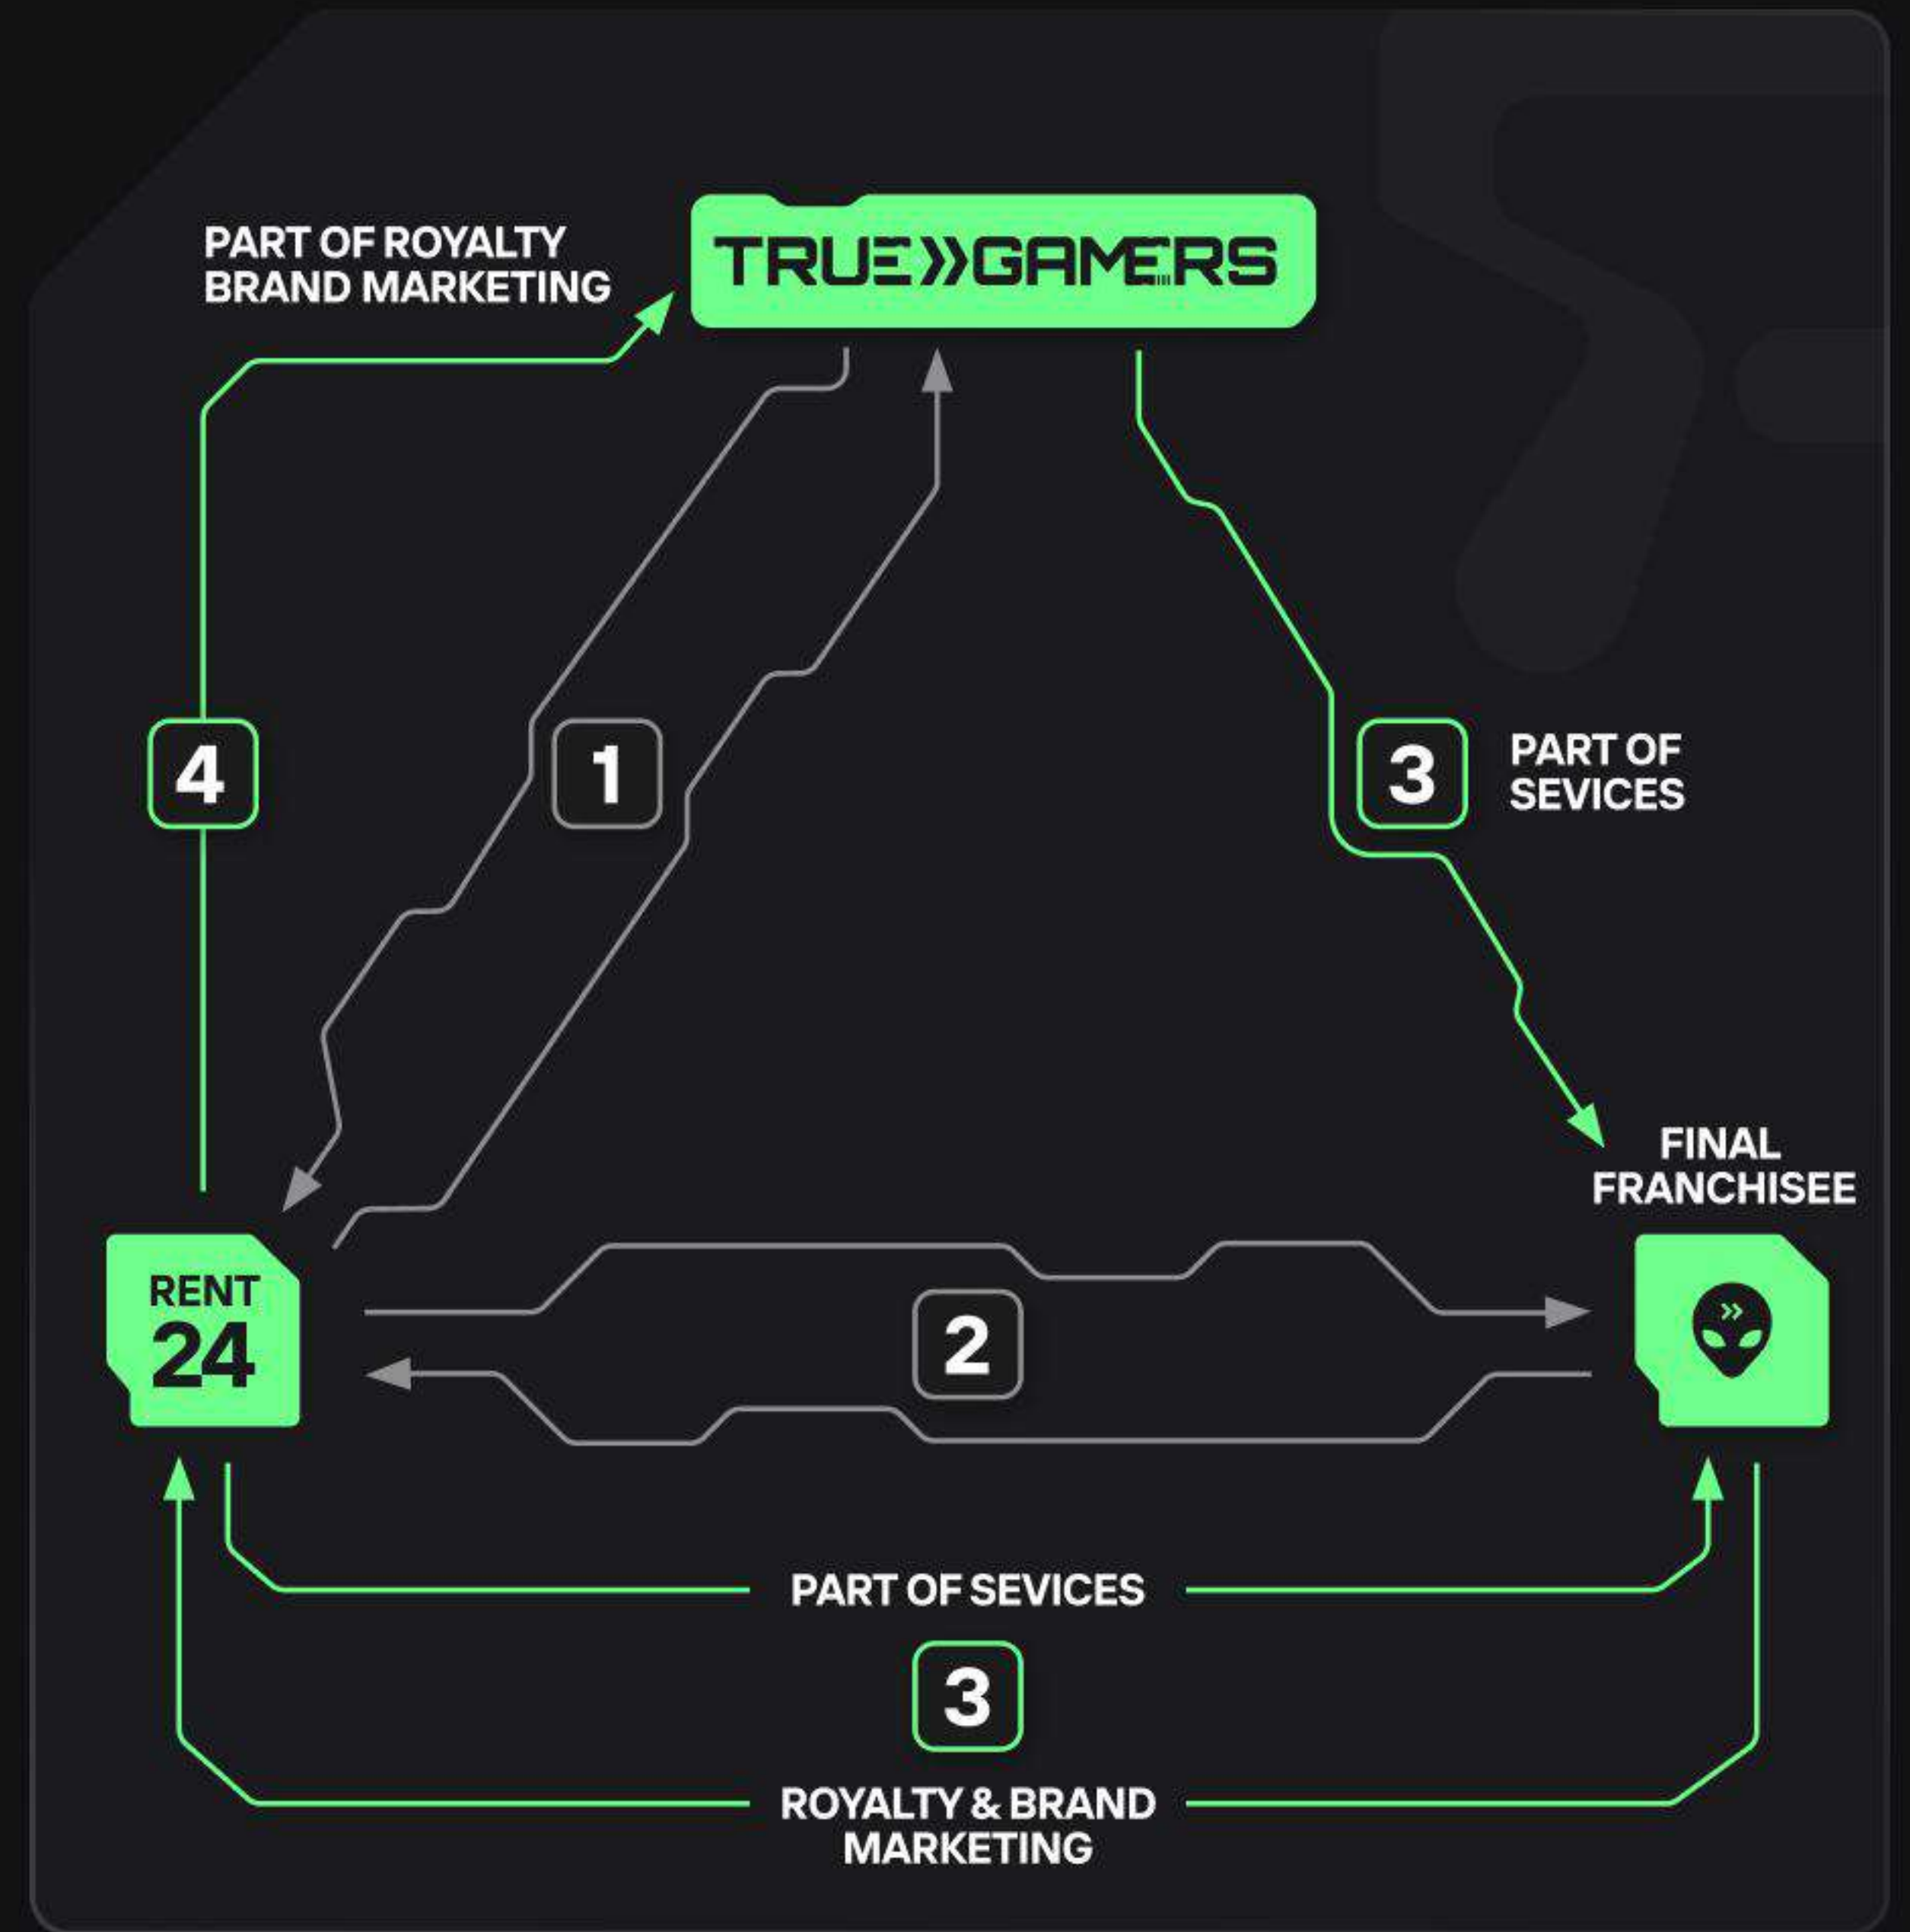 PART OF ROYALTY
BRAND MARKETING
TRUE»GAMERS
4
1
3
PART OF
SEVICES
FINAL
FRANCHISEE
RENT
24
2
PART OF SEVICES
3
ROYALTY & BRAND
MARKETING